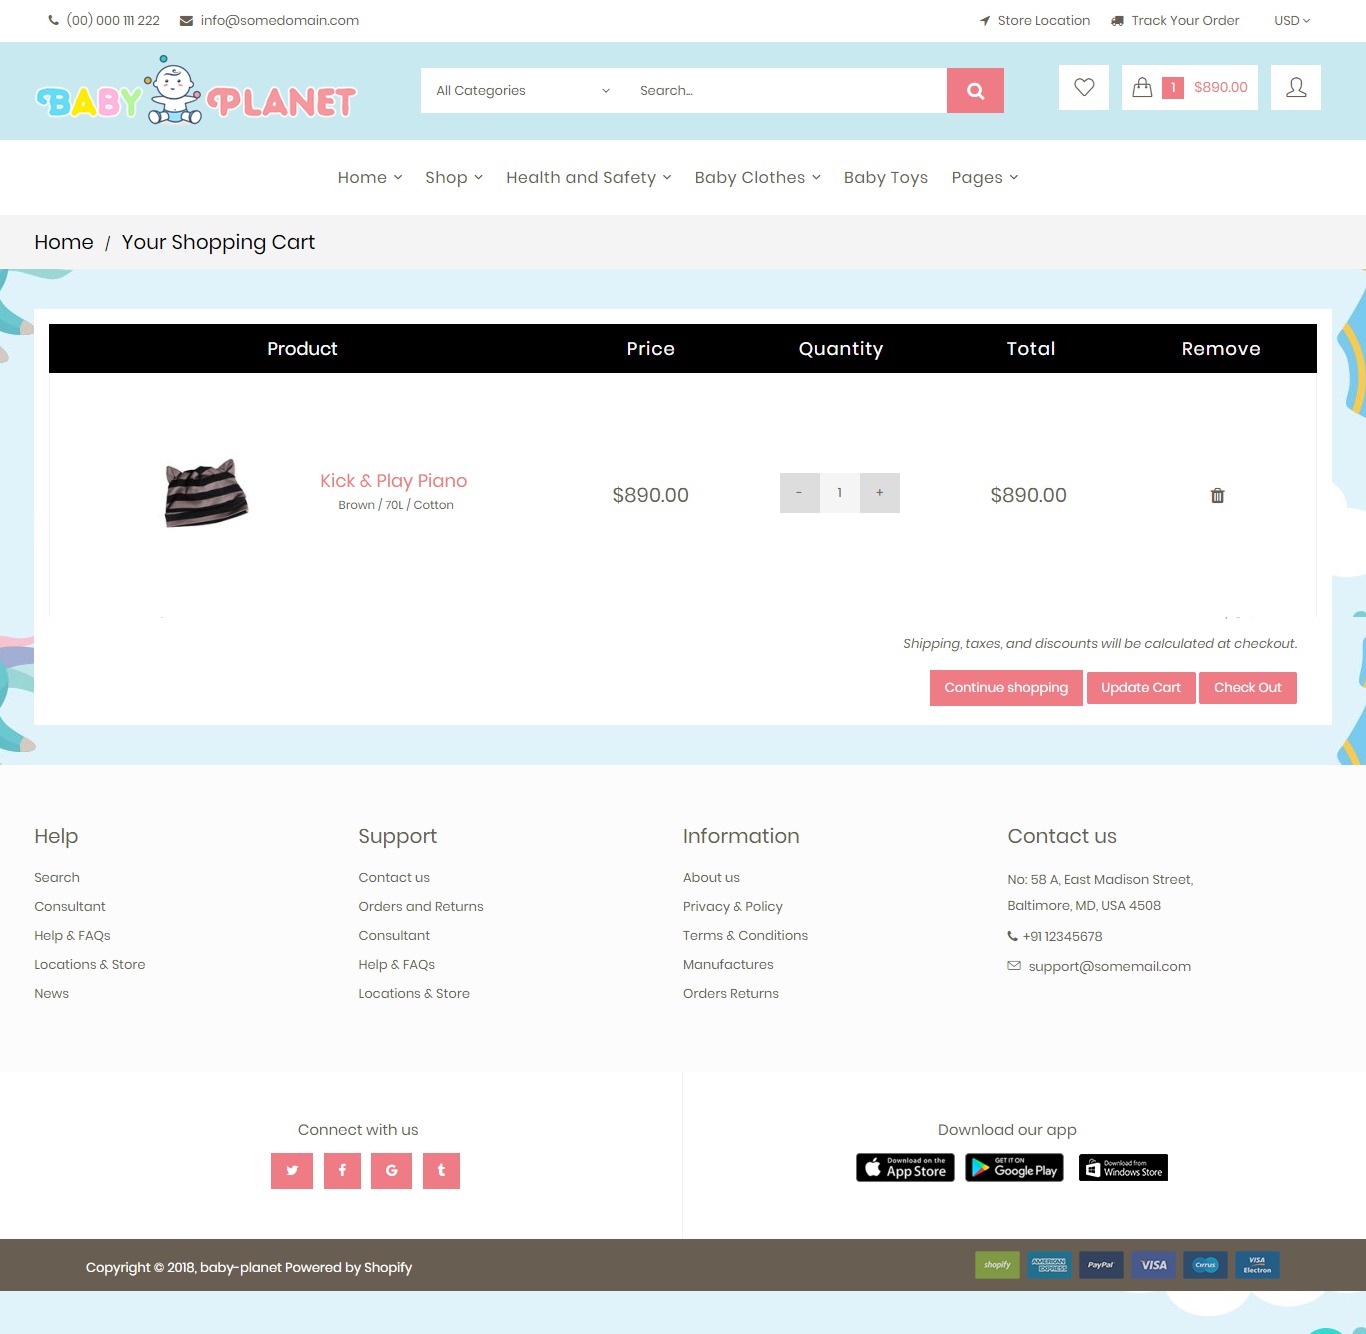 (00) 000 111 222 info@somedomain.com Store Location Track Your Order USD
BABY PLANET All Categories Search... 1 $890.00
Home Shop Health and Safety Baby Clothes Baby Toys Pages
Home / Your Shopping Cart
Product Price Quantity Total Remove
Kick & Play Piano
Brown / 70L / Cotton
$890.00 - 1 + $890.00
Shipping, taxes, and discounts will be calculated at checkout.
Continue shopping Update Cart Check Out
Help
Search
Consultant
Help & FAQs
Locations & Store
News
Support
Contact us
Orders and Returns
Consultant
Help & FAQs
Locations & Store
Information
About us
Privacy & Policy
Terms & Conditions
Manufactures
Orders Returns
Contact us
No: 58 A, East Madison Street,
Baltimore, MD, USA 4508
+91 12345678
support@somemail.com
Connect with us
Download our app
Download on the
App Store
GET IT ON
Google Play
Download from
Windows Store
Copyright © 2018, baby-planet Powered by Shopify
shopify AMERICAN EXPRESS PayPal VISA Cirrus VISA Electron